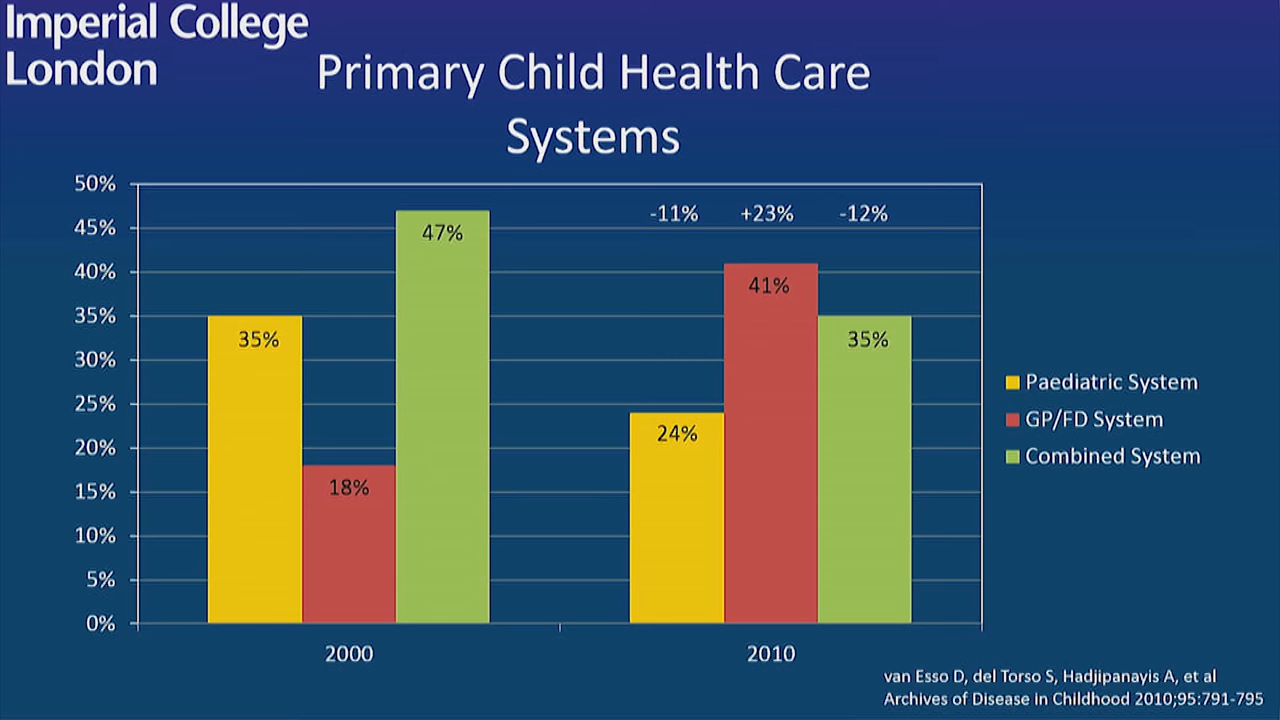 Imperial College
London
Primary Child Health Care
Systems
50%
45%
40%
35%
30%
25%
20%
15%
10%
5%
0%
-11% +23% -12%
35%
18%
47%
24%
41%
35%
2000
2010
Paediatric System
GP/FD System
Combined System
van Esso D, del Torso S, Hadjipanayis A, et al
Archives of Disease in Childhood 2010;95:791-795